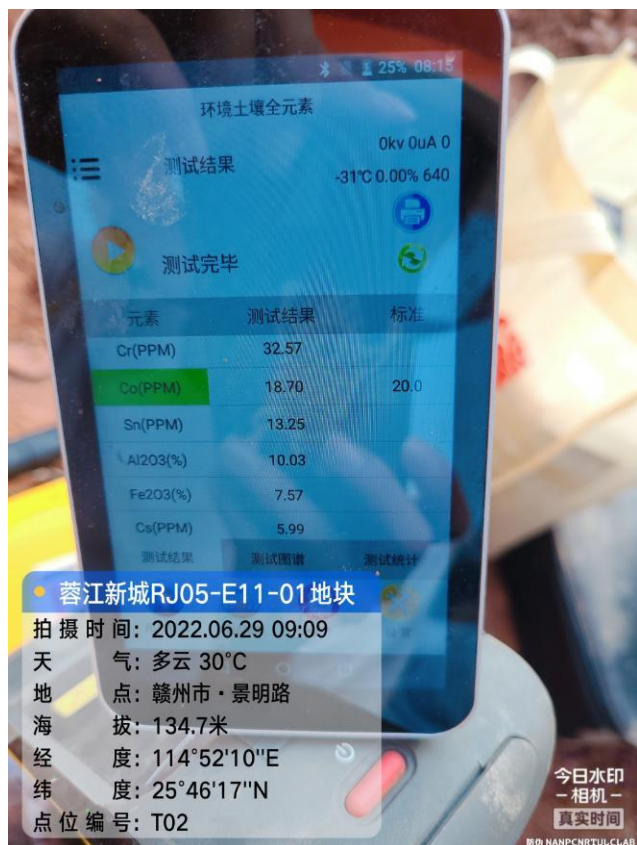 25% 08:15
环境土壤全元素
0kv 0uA 0
测试结果
-31℃ 0.00% 640
测试完毕
元素 测试结果 标准
Cr(PPM) 32.57
Co(PPM) 18.70 20.0
Sn(PPM) 13.25
Al2O3(%) 10.03
Fe2O3(%) 7.57
Cs(PPM) 5.99
测试结果 测试图谱 测试统计
蓉江新城RJ05-E11-01地块
拍摄时间: 2022.06.29 09:09
天气: 多云 30°C
地点: 赣州市·景明路
海拔: 134.7米
经度: 114°52'10"E
纬度: 25°46'17"N
点位编号: T02
今日水印
-相机-
真实时间
防伪 NANPCNRTULCLAB